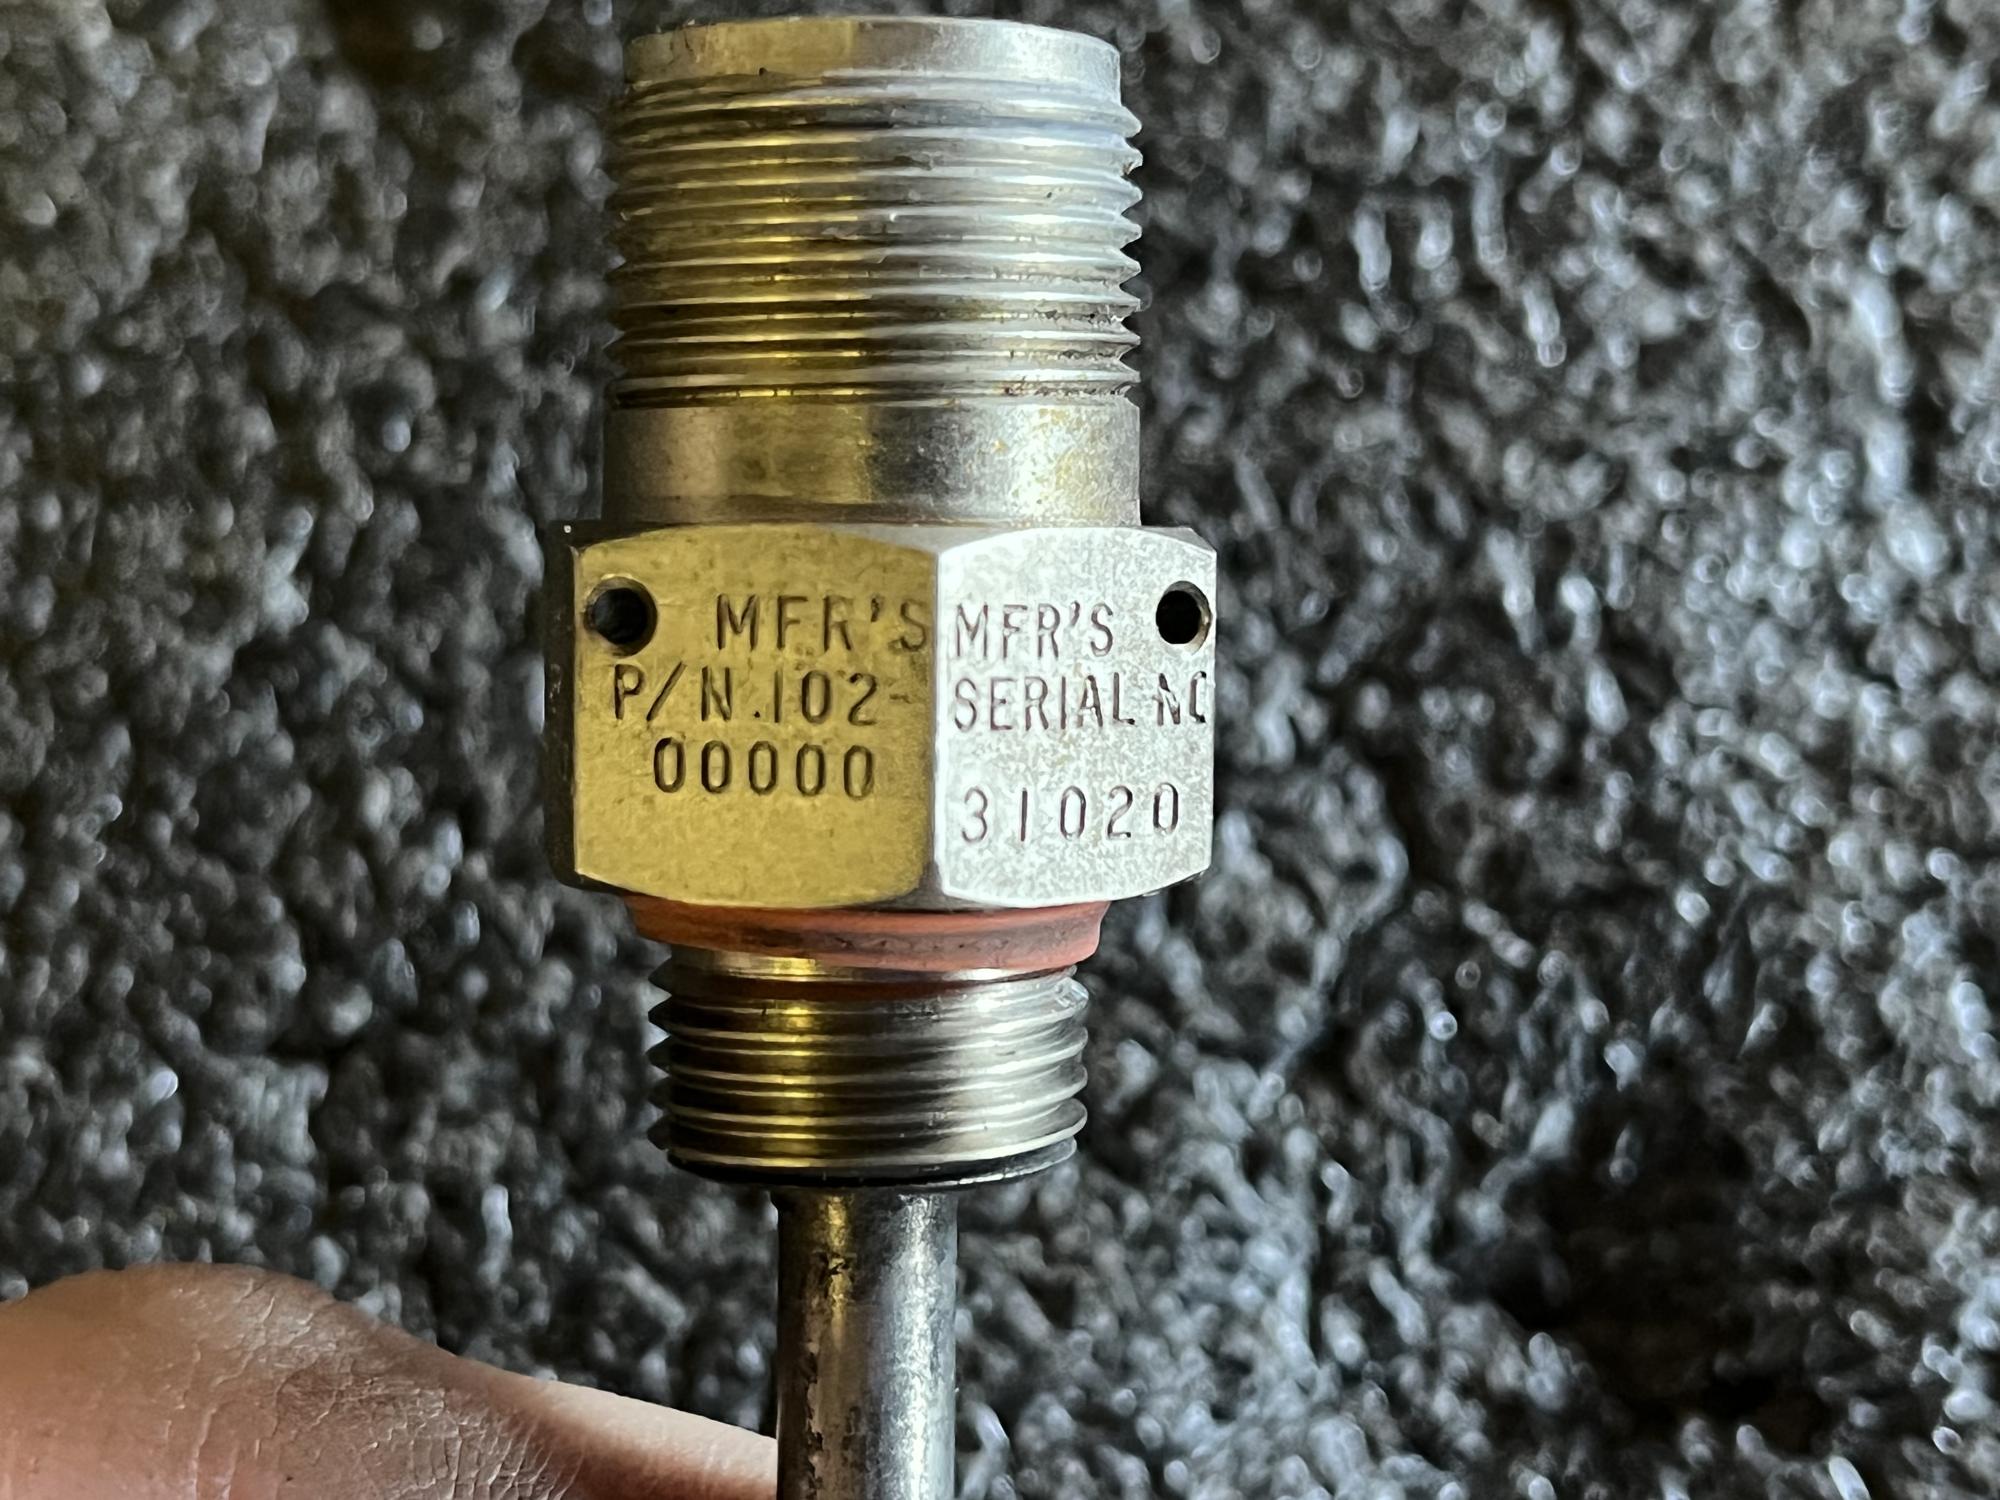 MFR'S
P/N.102-
00000
MFR'S
SERIAL NO
31020